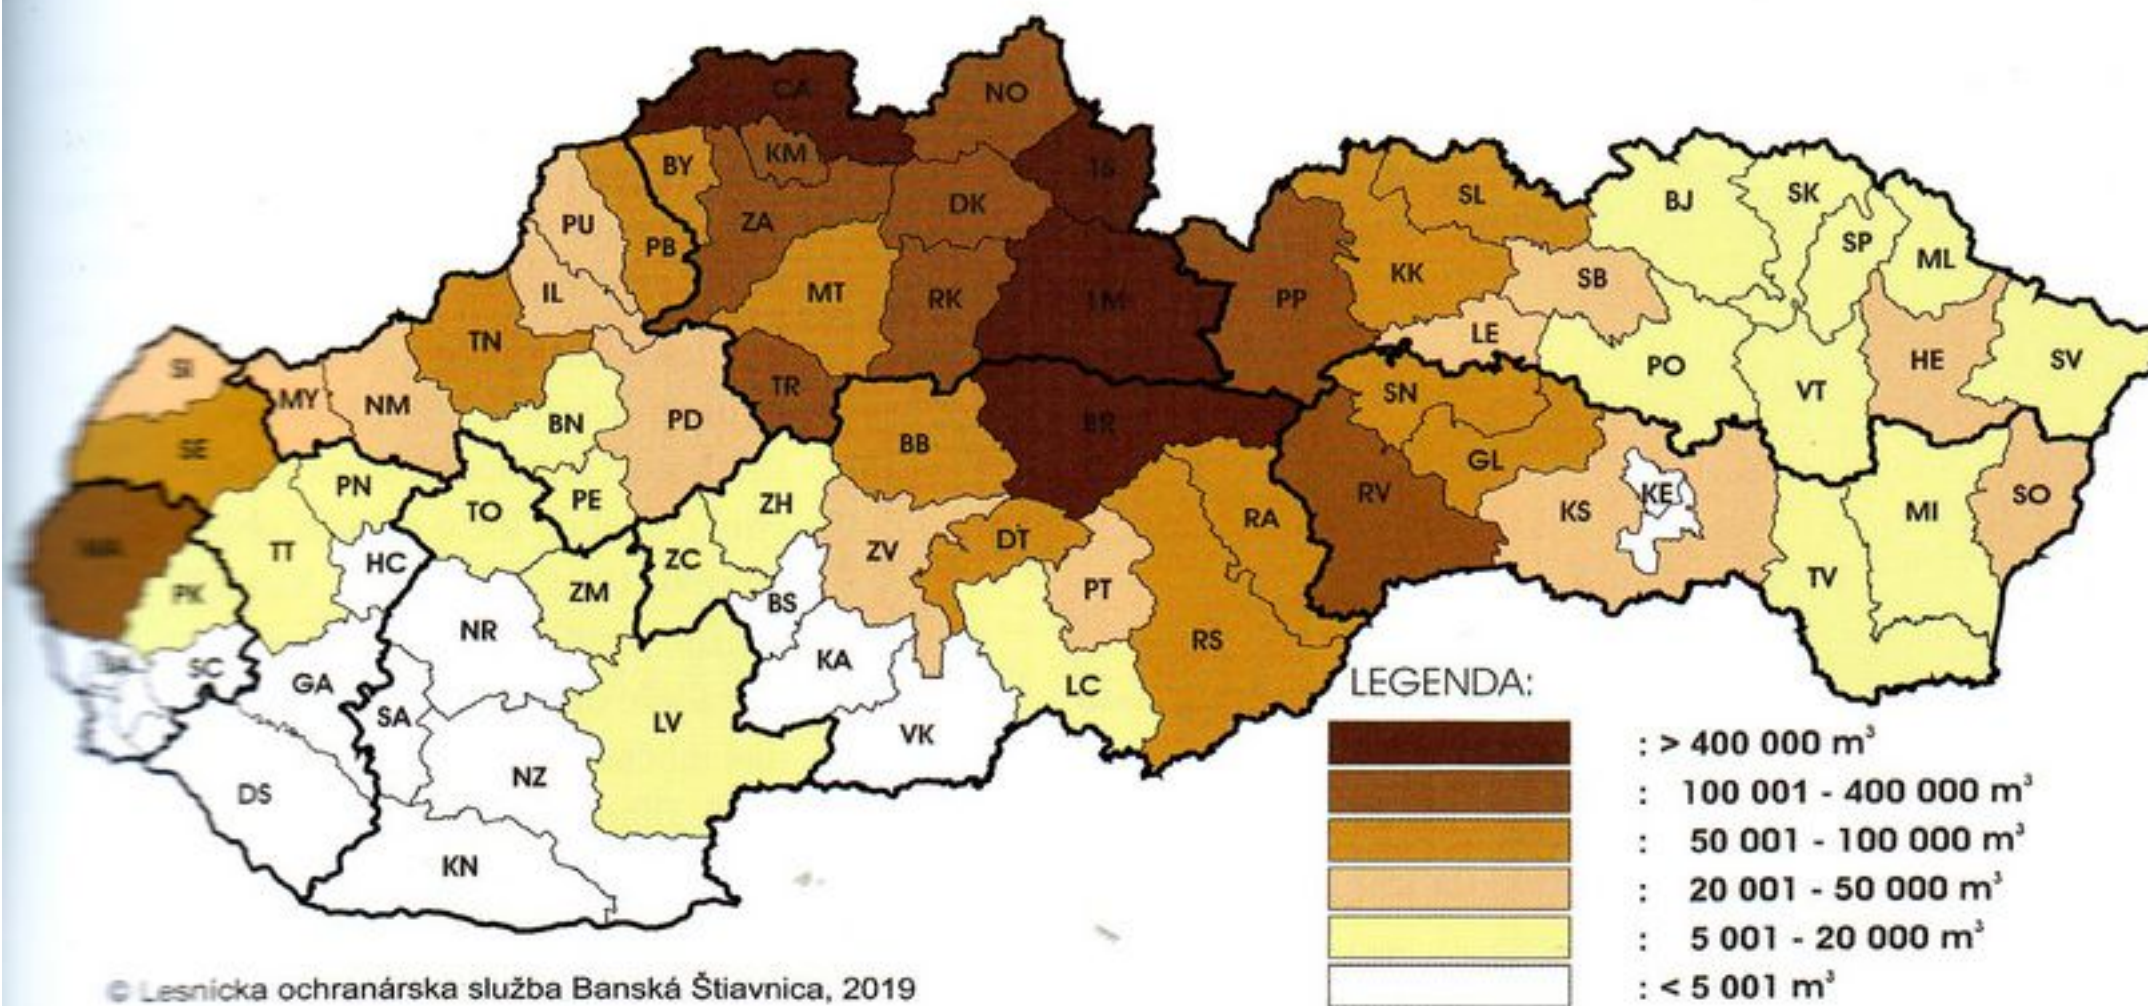 CA
NO
KM
BY
TS
PU
ZA
DK
PB
SL
BJ
SK
SP
ML
IL
MT
RK
LM
PP
KK
SB
TN
LE
HE
SV
SI
MY
NM
BN
PD
TR
BB
BR
SN
PO
VT
SE
PN
TO
PE
ZH
GL
RV
KS
KE
MI
SO
MA
TT
HC
ZC
ZV
DT
RA
TV
PK
ZM
BS
PT
NR
RS
BA
SC
GA
KA
LC
SA
LV
VK
DS
NZ
KN
LEGENDA:
: > 400 000 m³
: 100 001 - 400 000 m³
: 50 001 - 100 000 m³
: 20 001 - 50 000 m³
: 5 001 - 20 000 m³
: < 5 001 m³
© Lesnicka ochranárska služba Banská Štiavnica, 2019